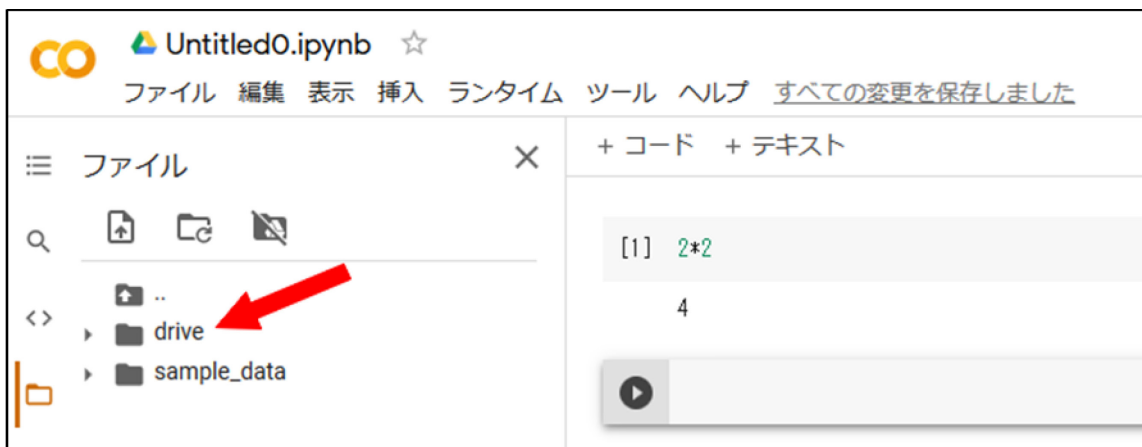 Untitled0.ipynb
ファイル 編集 表示 挿入 ランタイム ツール ヘルプ すべての変更を保存しました
ファイル
+ コード + テキスト
..
drive
sample_data
[1] 2*2
4